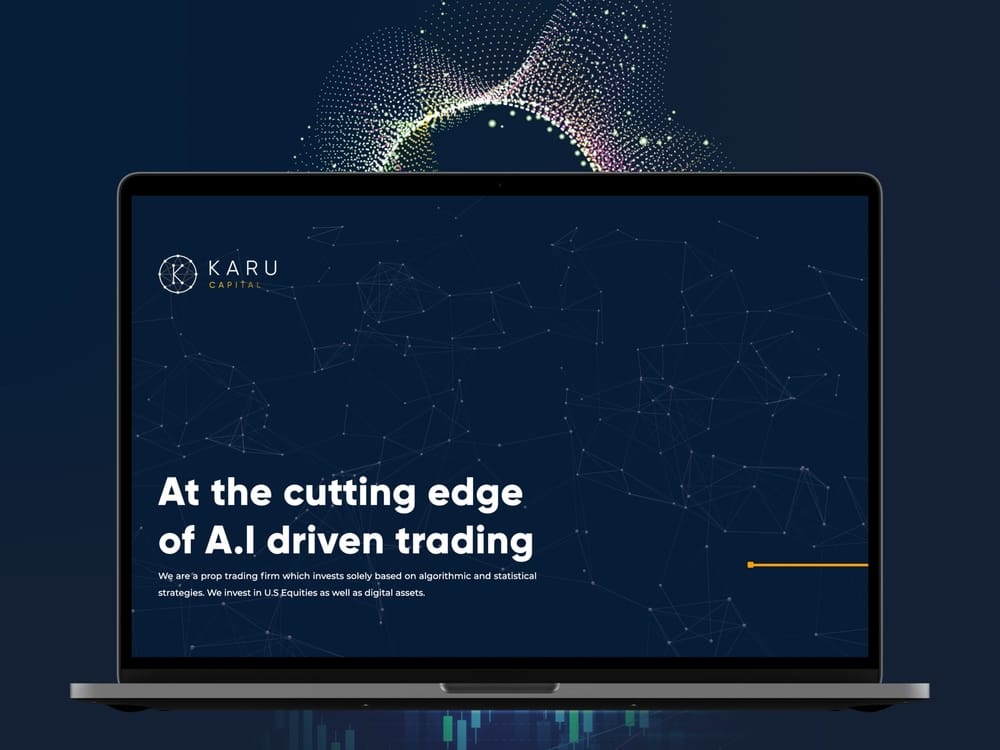 K
KARU
CAPITAL
At the cutting edge
of A.I driven trading
We are a prop trading firm which invests solely based on algorithmic and statistical
strategies. We invest in U.S Equities as well as digital assets.